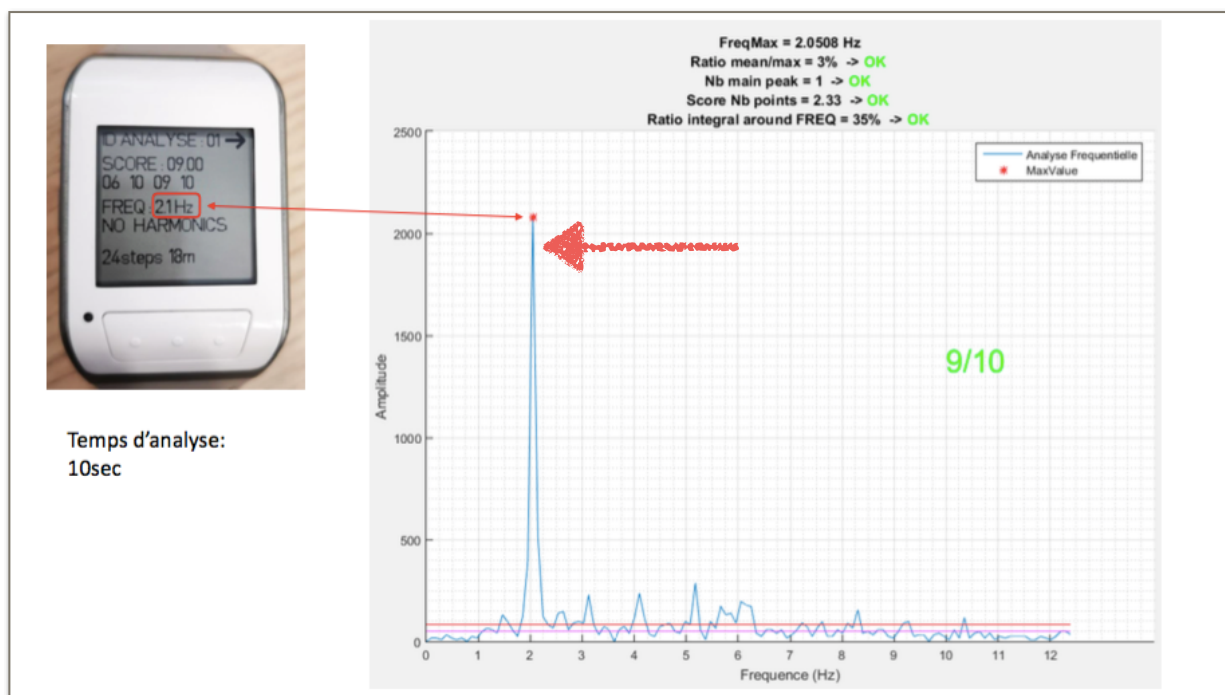 ID ANALYSE : 01 →
SCORE : 09.00
06 10 09 10
FREQ : 2.1Hz
NO HARMONICS
24steps 18m
Temps d'analyse:
10sec
FreqMax = 2.0508 Hz
Ratio mean/max = 3% -> OK
Nb main peak = 1 -> OK
Score Nb points = 2.33 -> OK
Ratio integral around FREQ = 35% -> OK
Analyse Frequentielle
MaxValue
9/10
Amplitude
2500
2000
1500
1000
500
0
0 1 2 3 4 5 6 7 8 9 10 11 12
Frequence (Hz)